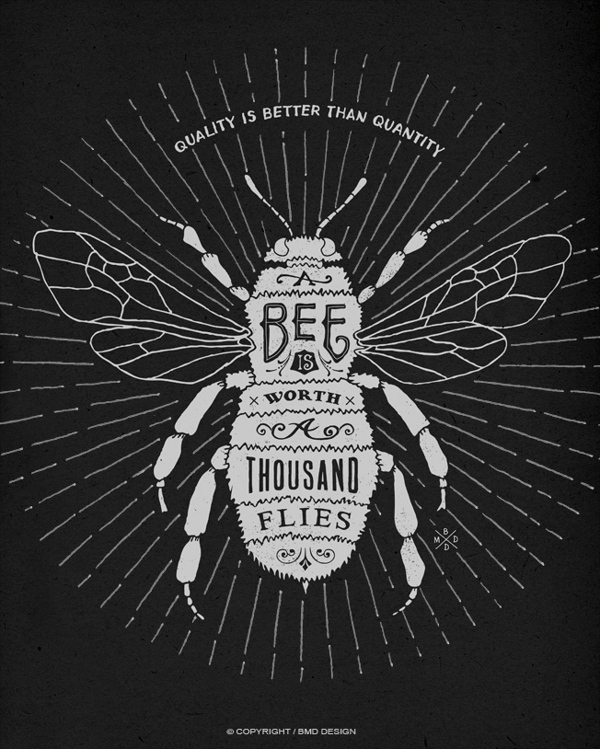 QUALITY IS BETTER THAN QUANTITY
A
BEE
IS
WORTH
A
THOUSAND
FLIES
B
M D
D
© COPYRIGHT / BMD DESIGN